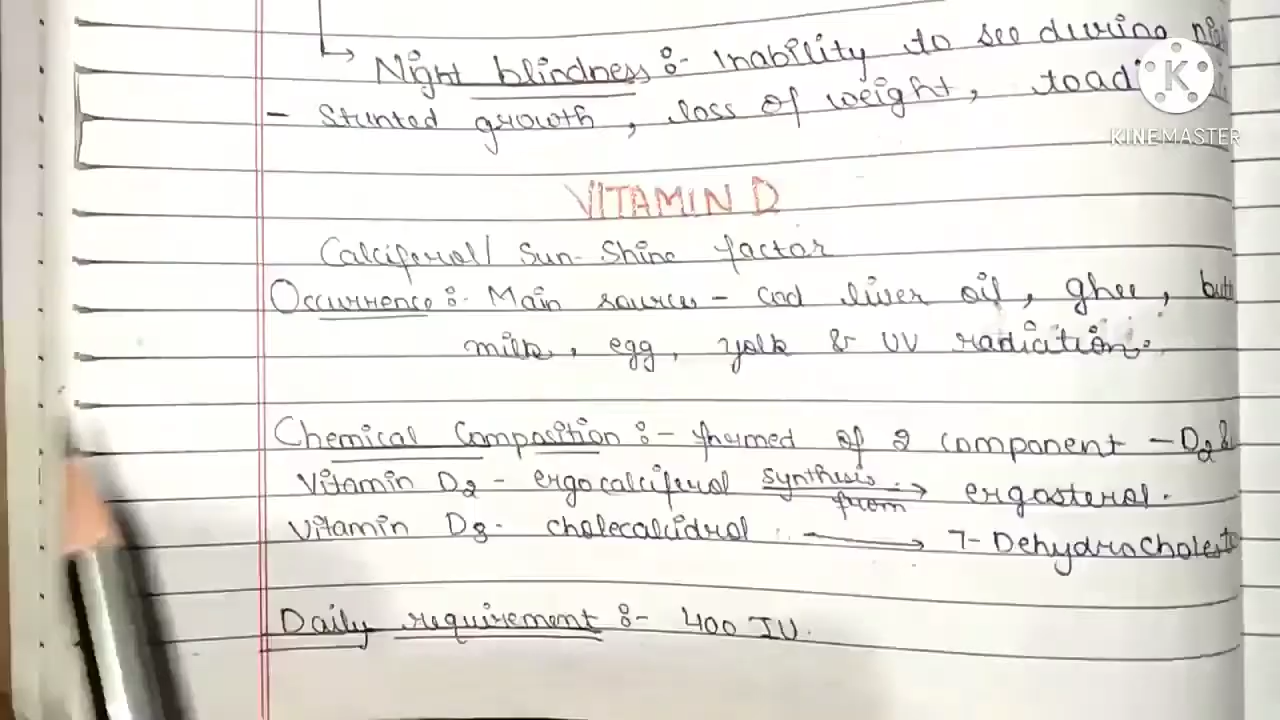 Night blindness :- Inability to see during
- Stunted growth, loss of weight,
KINEMASTER
VITAMIN D
Calciferol/ Sun-Shine factor
Occurrence :- Main sources - cod liver oil, ghee,
milk, egg, yolk & UV radiation.
Chemical Composition :- formed of 2 component - D2 &
Vitamin D2 - ergocalciferol synthesis from → ergosterol.
Vitamin D3 - cholecalcidrol → 7-Dehydrocholest
Daily requirement :- 400 IU.